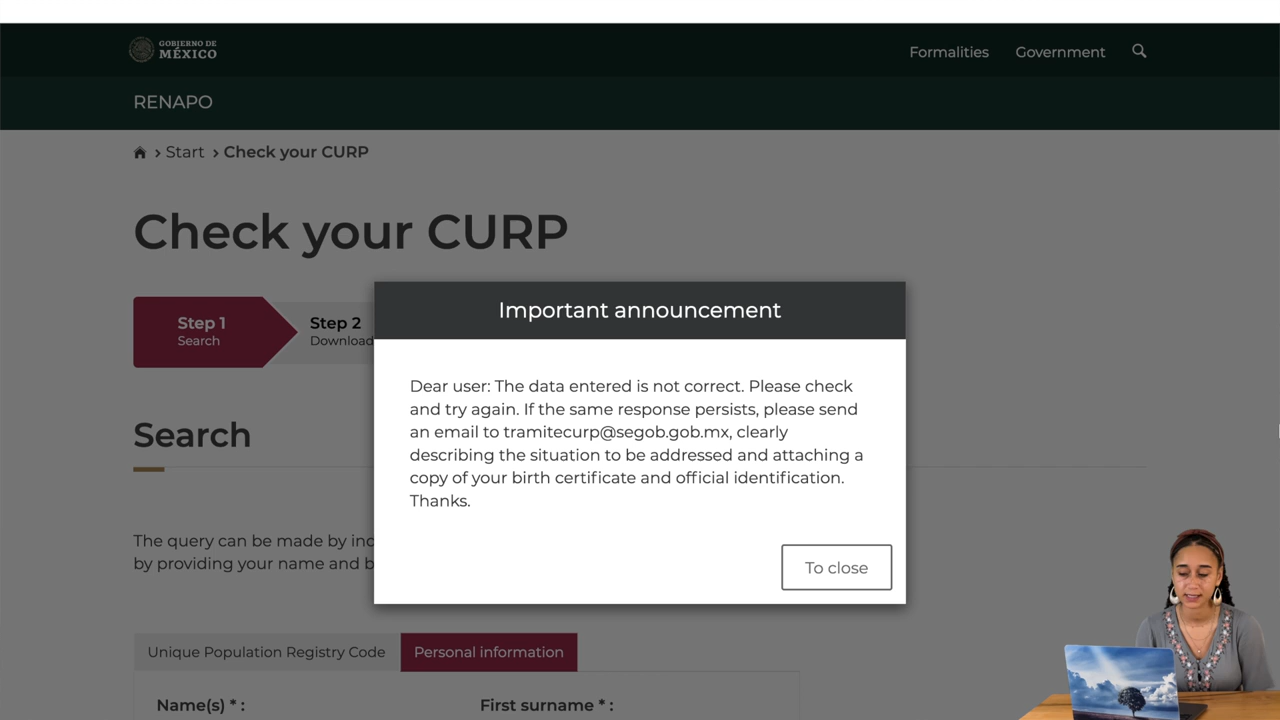 GOBIERNO DE
MÉXICO
Formalities
Government
RENAPO
Start
Check your CURP
Check your CURP
Step 1
Search
Step 2
Download
Important announcement
Dear user: The data entered is not correct. Please check
and try again. If the same response persists, please send
an email to tramitecurp@segob.gob.mx, clearly
describing the situation to be addressed and attaching a
copy of your birth certificate and official identification.
Thanks.
To close
Search
The query can be made by
by providing your name and
Unique Population Registry Code
Personal information
Name(s) * :
First surname * :